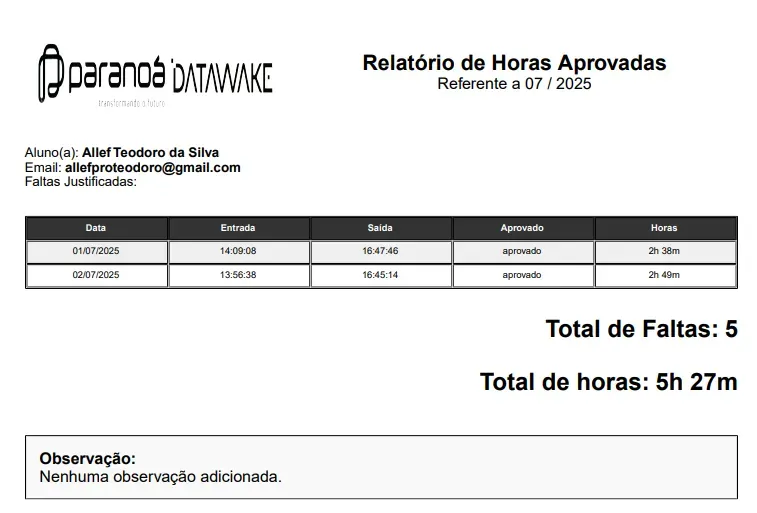 paranoá DATAWAKE
transformando o futuro
Relatório de Horas Aprovadas
Referente a 07 / 2025
Aluno(a): Allef Teodoro da Silva
Email: allefproteodoro@gmail.com
Faltas Justificadas:
Data Entrada Saída Aprovado Horas
01/07/2025 14:09:08 16:47:46 aprovado 2h 38m
02/07/2025 13:56:38 16:45:14 aprovado 2h 49m
Total de Faltas: 5
Total de horas: 5h 27m
Observação:
Nenhuma observação adicionada.